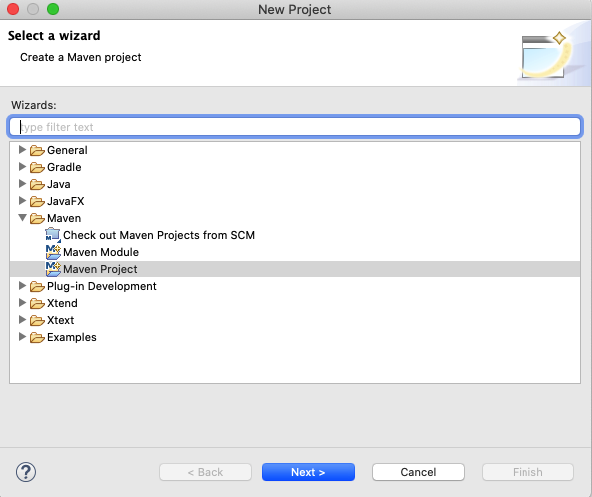 New Project
Select a wizard
Create a Maven project
Wizards:
type filter text
General
Gradle
Java
JavaFX
Maven
Check out Maven Projects from SCM
Maven Module
Maven Project
Plug-in Development
Xtend
Xtext
Examples
?
< Back
Next >
Cancel
Finish